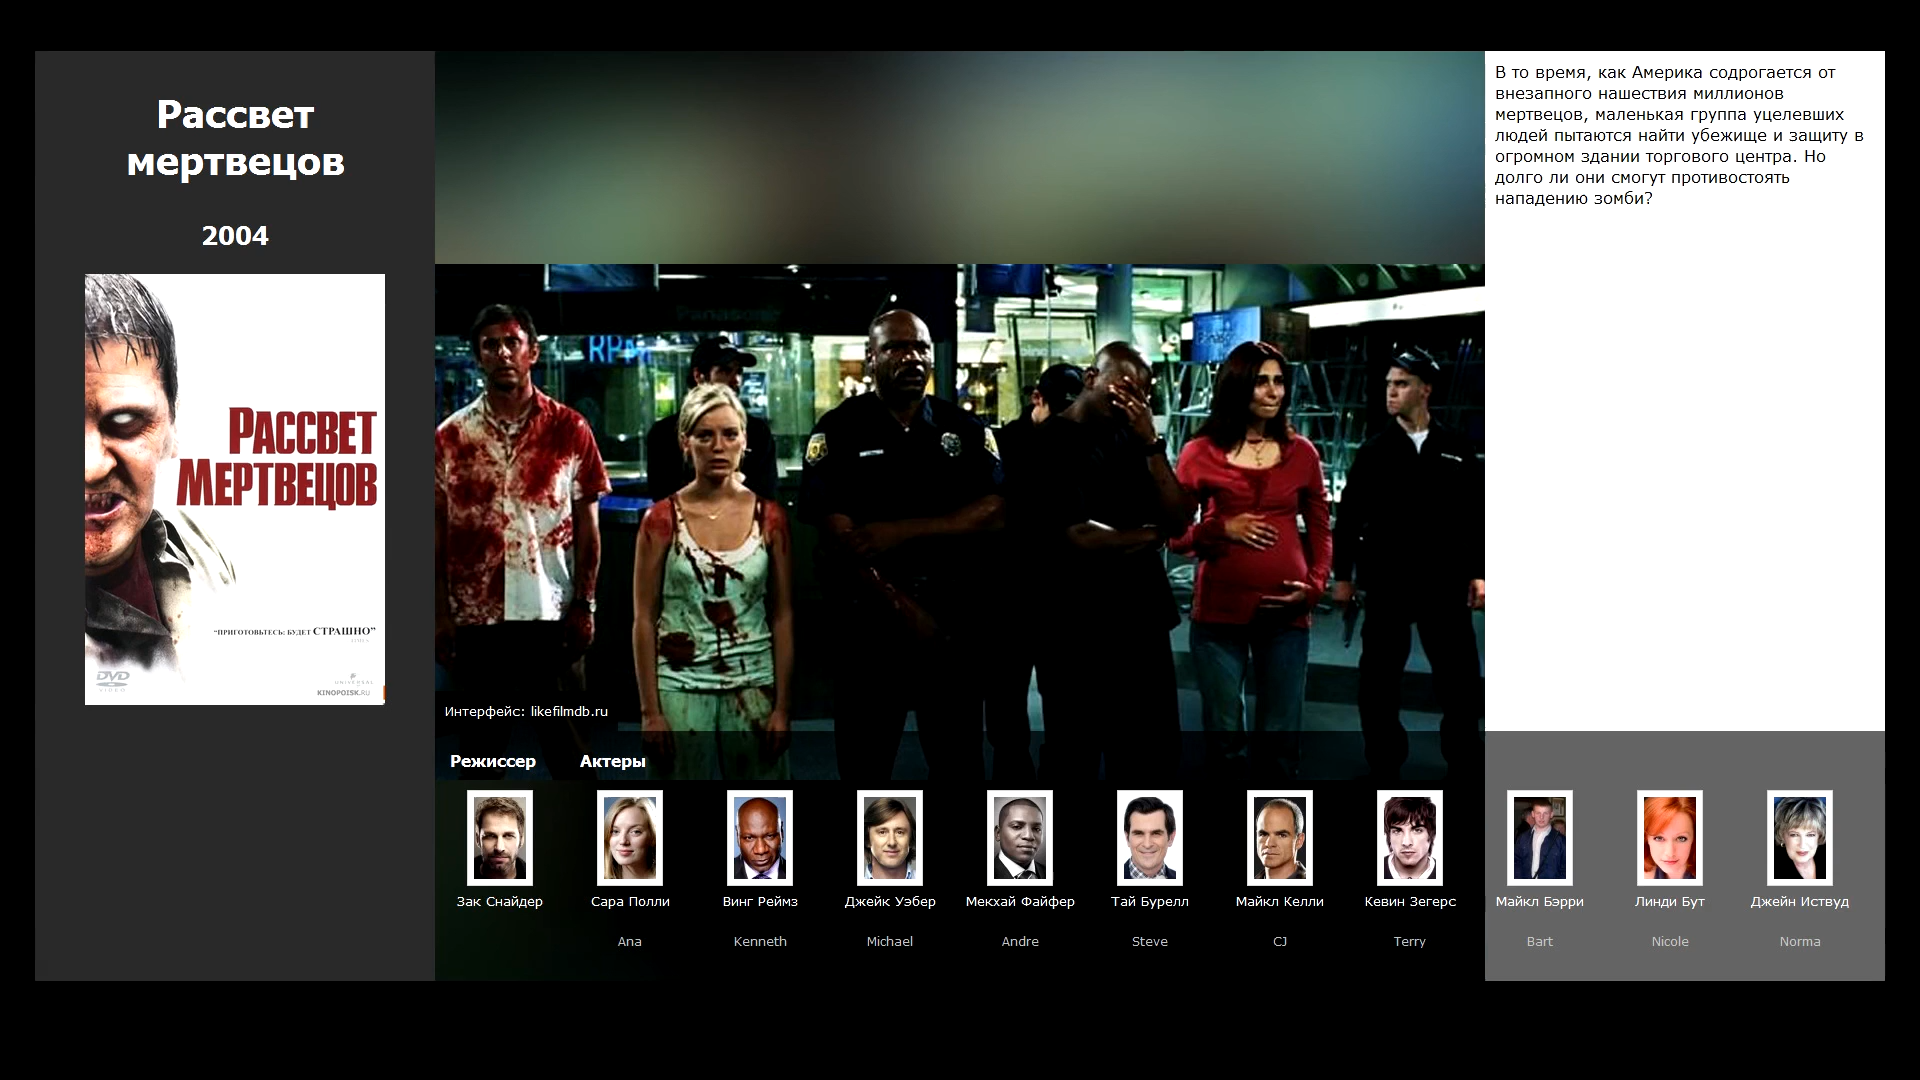 Рассвет
мертвецов
2004
РАССВЕТ
МЕРТВЕЦОВ
"ПРИГОТОВЬТЕСЬ: БУДЕТ СТРАШНО"
DVD
VIDEO
UNIVERSAL
KINOPOISK.RU
Panasonic
RPM
Интерфейс: likefilmdb.ru
В то время, как Америка содрогается от
внезапного нашествия миллионов
мертвецов, маленькая группа уцелевших
людей пытаются найти убежище и защиту в
огромном здании торгового центра. Но
долго ли они смогут противостоять
нападению зомби?
Режиссер Актеры
Зак Снайдер Сара Полли Винг Реймз Джейк Уэбер Мекхай Файфер Тай Бурелл Майкл Келли Кевин Зегерс Майкл Бэрри Линди Бут Джейн Иствуд
Ana Kenneth Michael Andre Steve CJ Terry Bart Nicole Norma